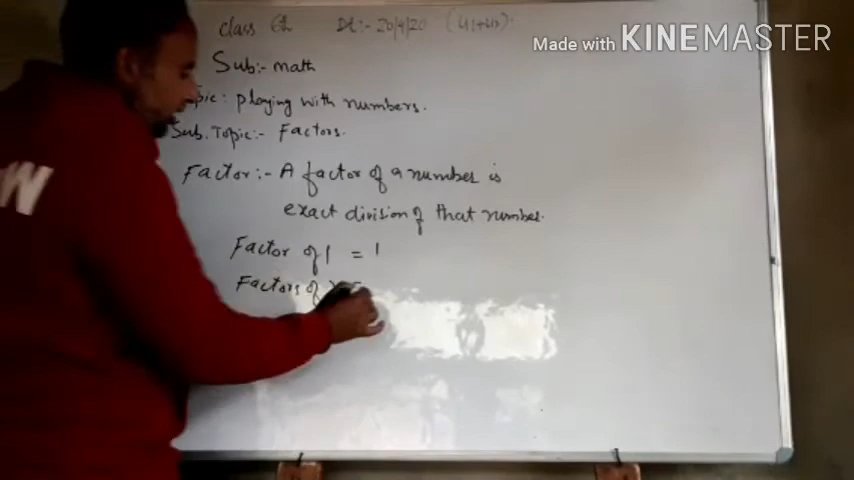 class 6th Dt:- 20/4/20
Made with KINEMASTER
Sub:- math
pic: playing with numbers.
Sub. Topic:- Factors.
Factor:- A factor of a number is
exact division of that number.
Factor of 1 = 1
Factors of